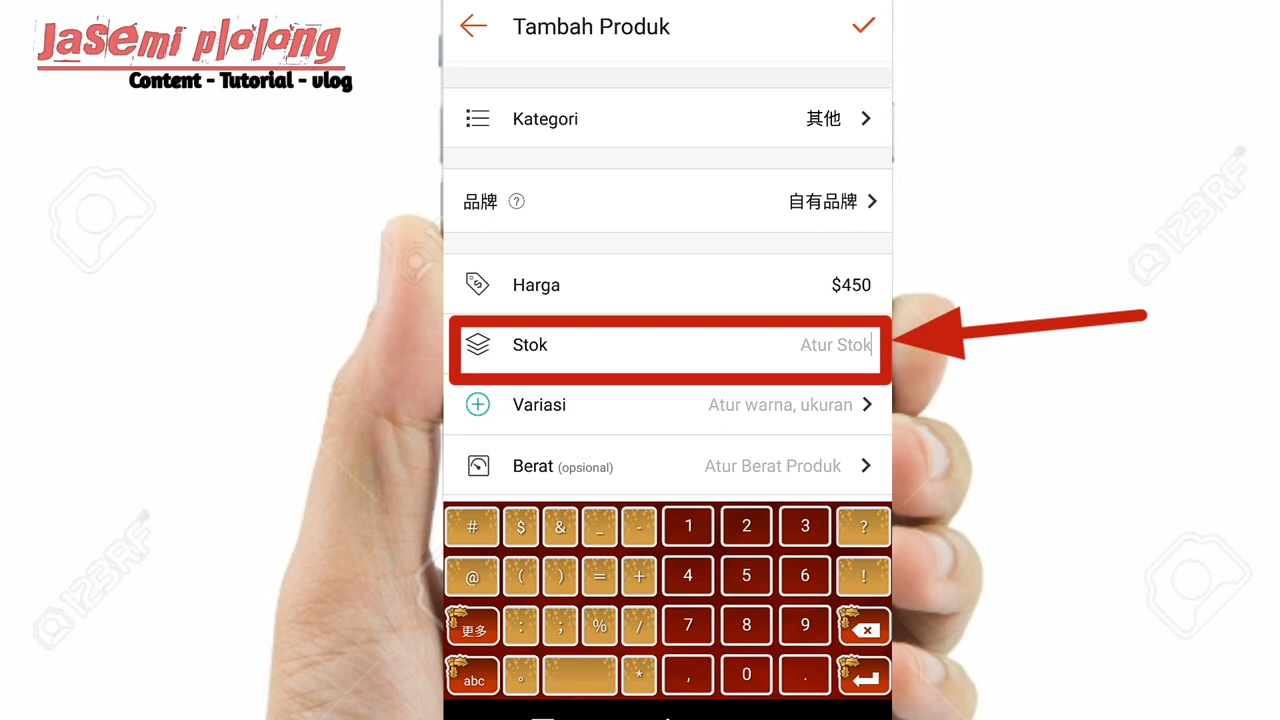 Jasemi plolong
Content - Tutorial - vlog
Tambah Produk
Kategori 其他
品牌 ? 自有品牌
Harga $450
Stok Atur Stok
Variasi Atur warna, ukuran
Berat (opsional) Atur Berat Produk
# $ & _ - 1 2 3 ?
@ ( ) = + 4 5 6 !
更多 : ; % / 7 8 9
abc 。 * , 0 .
123RF
123RF